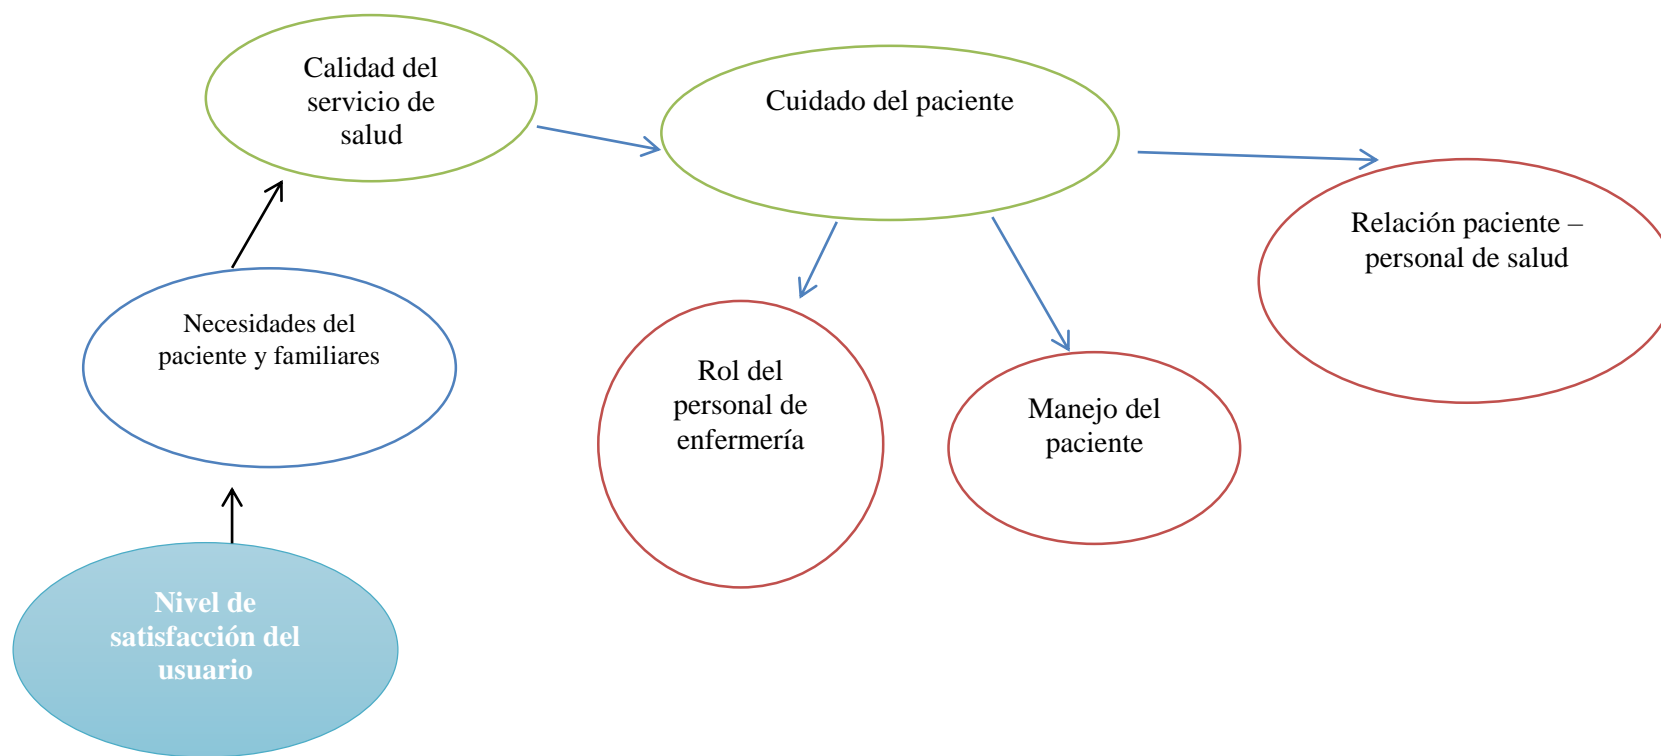 Calidad del
servicio de
salud
Cuidado del paciente
Relación paciente –
personal de salud
Necesidades del
paciente y familiares
Rol del
personal de
enfermería
Manejo del
paciente
Nivel de
satisfacción del
usuario